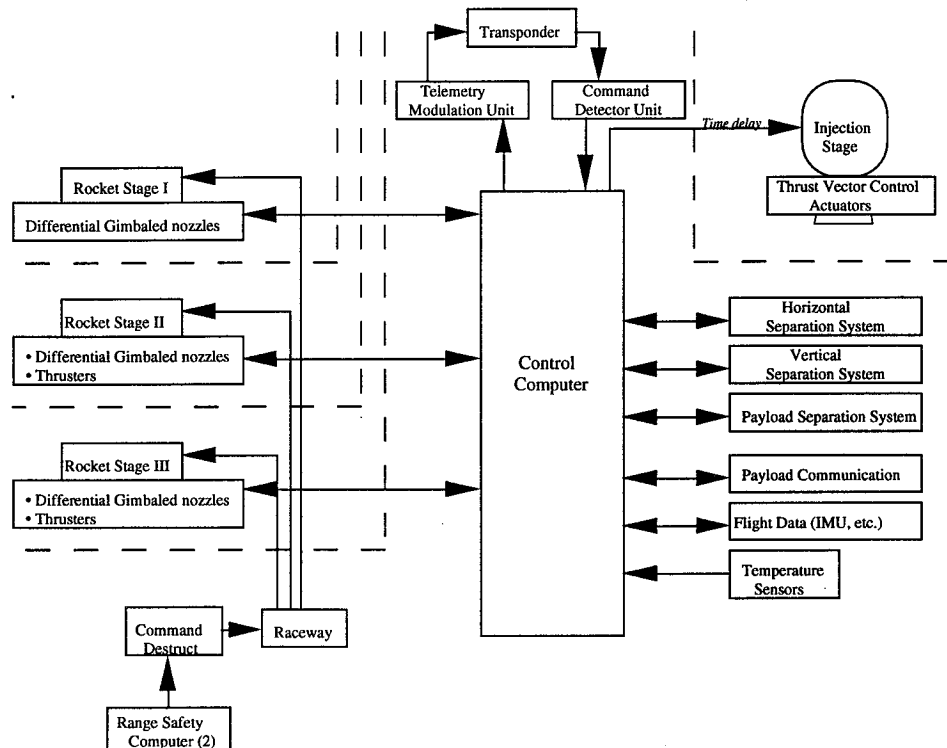 Transponder
Telemetry
Modulation Unit
Command
Detector Unit
Time delay
Injection
Stage
Thrust Vector Control
Actuators
Rocket Stage I
Differential Gimbaled nozzles
Rocket Stage II
• Differential Gimbaled nozzles
• Thrusters
Rocket Stage III
• Differential Gimbaled nozzles
• Thrusters
Control
Computer
Horizontal
Separation System
Vertical
Separation System
Payload Separation System
Payload Communication
Flight Data (IMU, etc.)
Temperature
Sensors
Command
Destruct
Raceway
Range Safety
Computer (2)